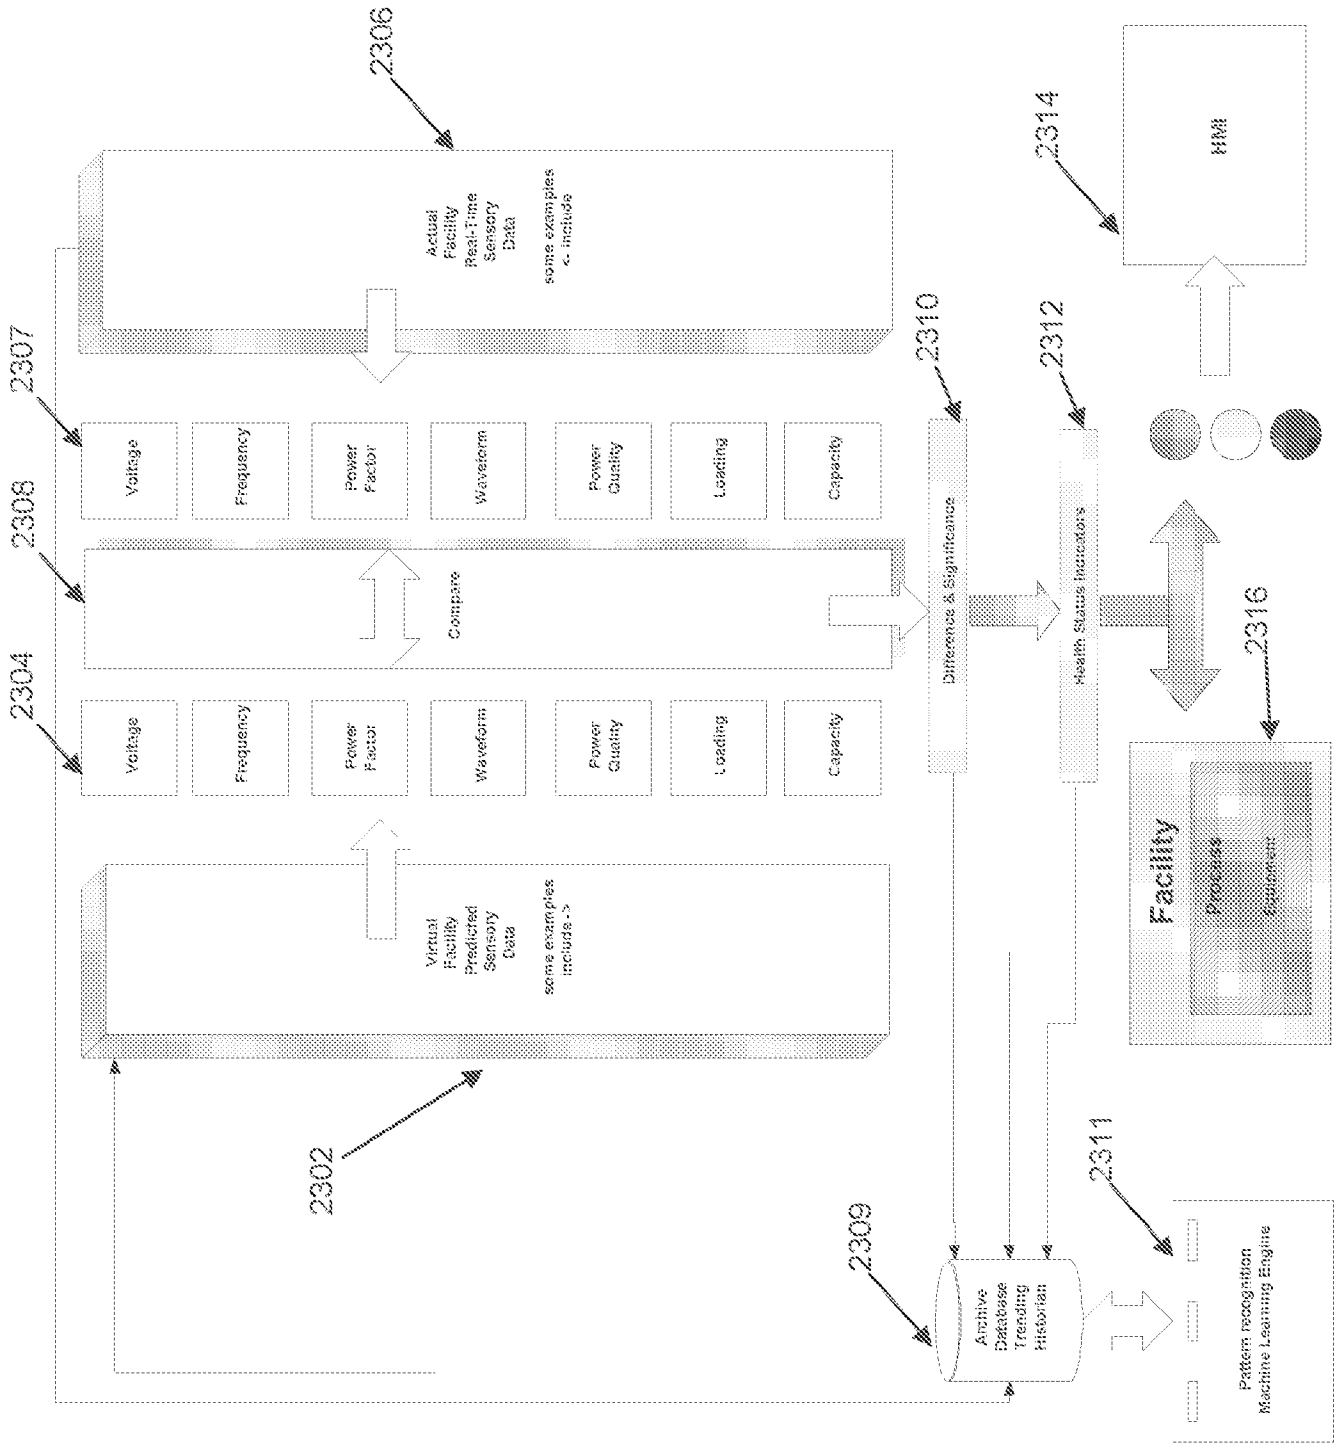 2304
2308
2307
Voltage
Voltage
Frequency
Frequency
2302
2306
Power
Factor
Power
Factor
Virtual
Facility
Predicted
Sensory
Data
some examples
include->
Compare
Actual
Facility
Real-Time
Sensory
Data
some examples
<- include
Waveform
Waveform
Power
Quality
Power
Quality
Loading
Loading
Capacity
Capacity
2309
2310
Difference & Significance
Archive
Database
Trending
Historian
2312
Health Status Indicators
2311
2314
Pattern recognition
Machine Learning Engine
Facility
Process
Equipment
2316
HMI